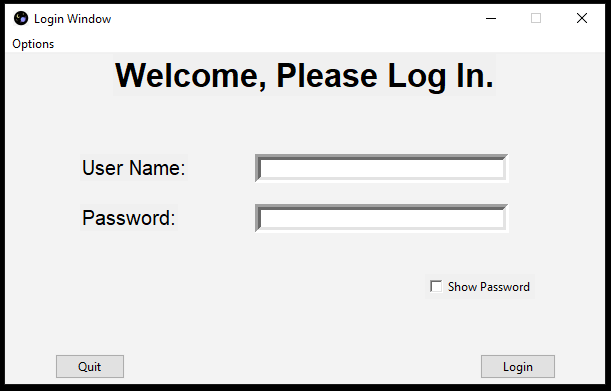 Login Window
Options
Welcome, Please Log In.
User Name:
Password:
Show Password
Quit
Login